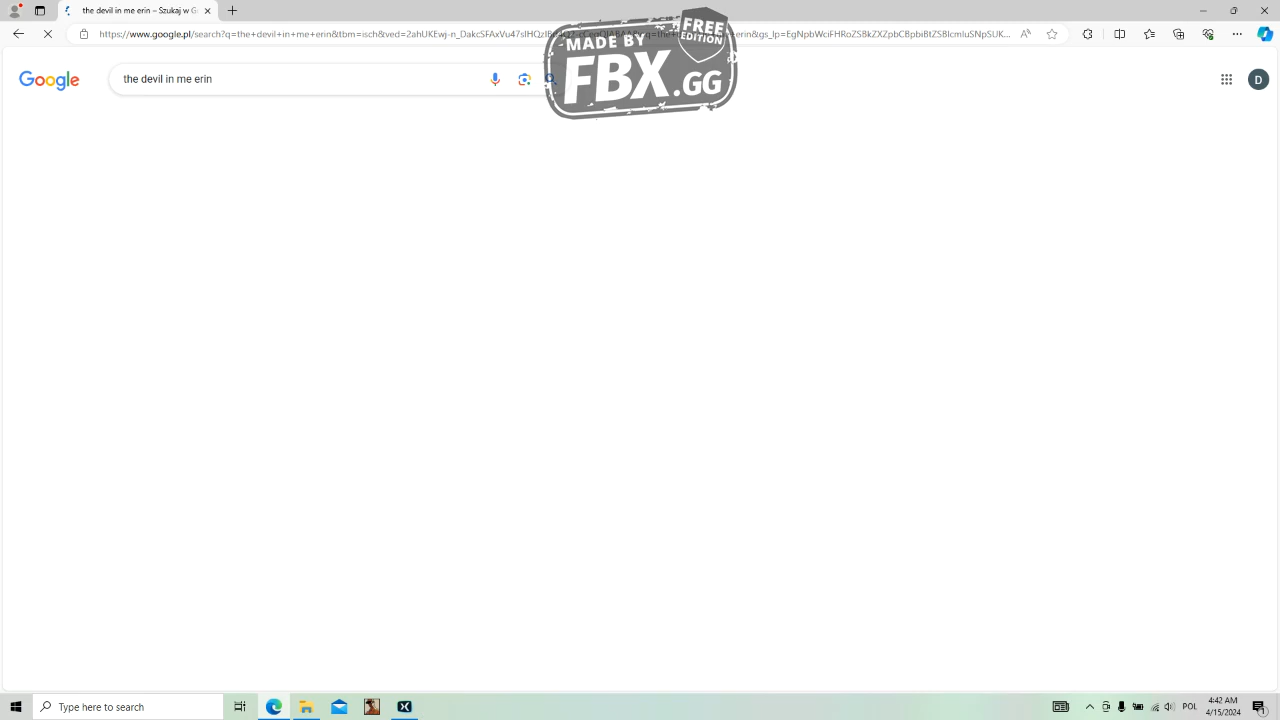 the devil in me erin – Szukaj w G
https://www.google.pl/search?q=the+devil+in+me+erin&tbm=isch&ved=2ahUKEwj-n_DakcSFAxVu47sIHQzIBd
MADE BY
FREE
EDITION
FBX.GG
Google
the devil in me erin
D
Type here to search
POL
4:42 AM
4/15/2024
1